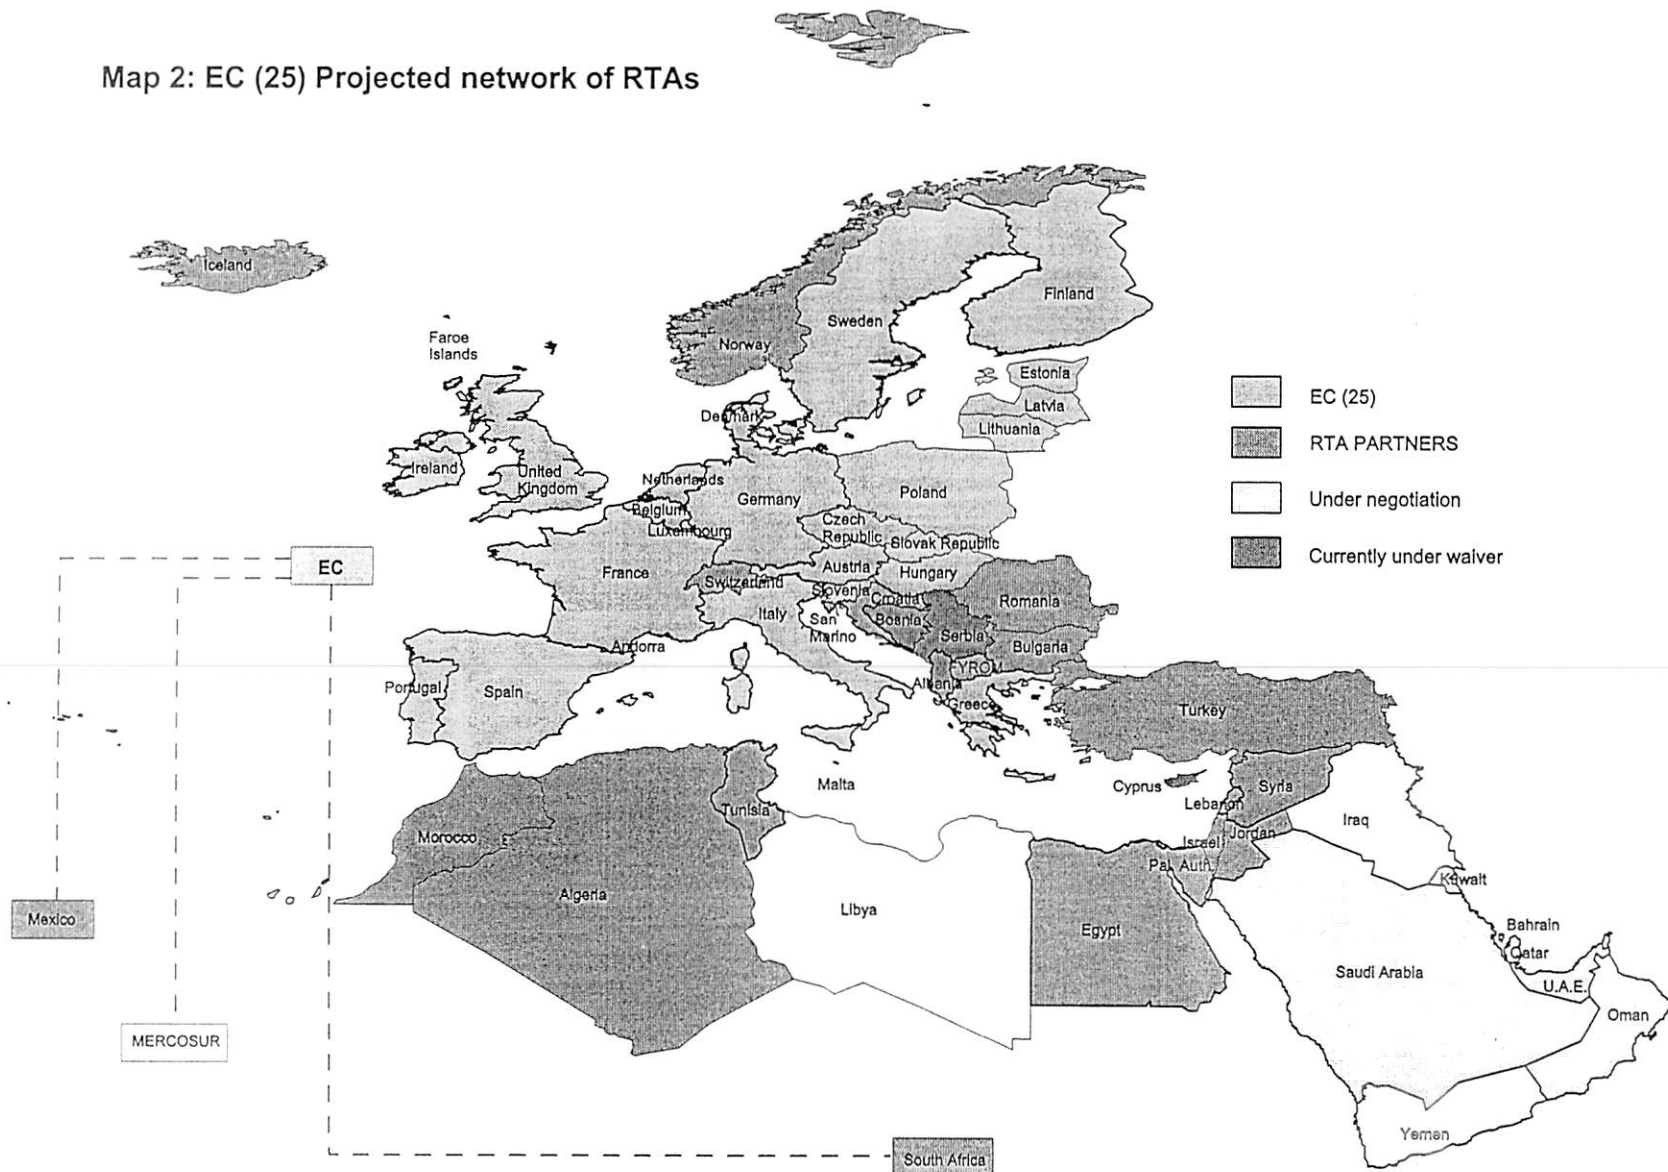 Map 2: EC (25) Projected network of RTAs
Iceland
Faroe
Islands
Norway
Sweden
Finland
Estonia
Latvia
Lithuania
Denmark
Ireland
United
Kingdom
Netherlands
Belgium
Luxembourg
Germany
Poland
Czech
Republic
Slovak Republic
Austria
Hungary
France
Switzerland
Slovenia
Croatia
Italy
San
Marino
Bosnia
Serbia
Romania
Bulgaria
Andorra
FYROM
Albania
Greece
Portugal
Spain
Turkey
Malta
Cyprus
Syria
Lebanon
Iraq
Israel
Jordan
Pal. Auth.
Kuwait
Morocco
Tunisia
Algeria
Libya
Egypt
Bahrain
Qatar
Saudi Arabia
U.A.E.
Oman
Yemen
EC
Mexico
MERCOSUR
South Africa
EC (25)
RTA PARTNERS
Under negotiation
Currently under waiver